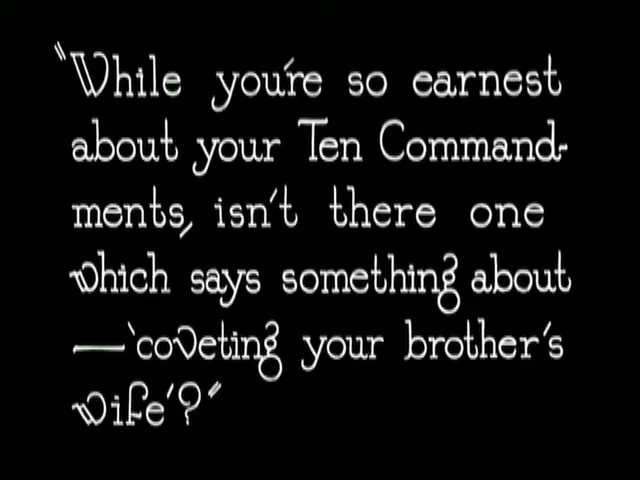 "While you're so earnest
about your Ten Command-
ments, isn't there one
which says something about
—'coveting your brother's
wife'?"